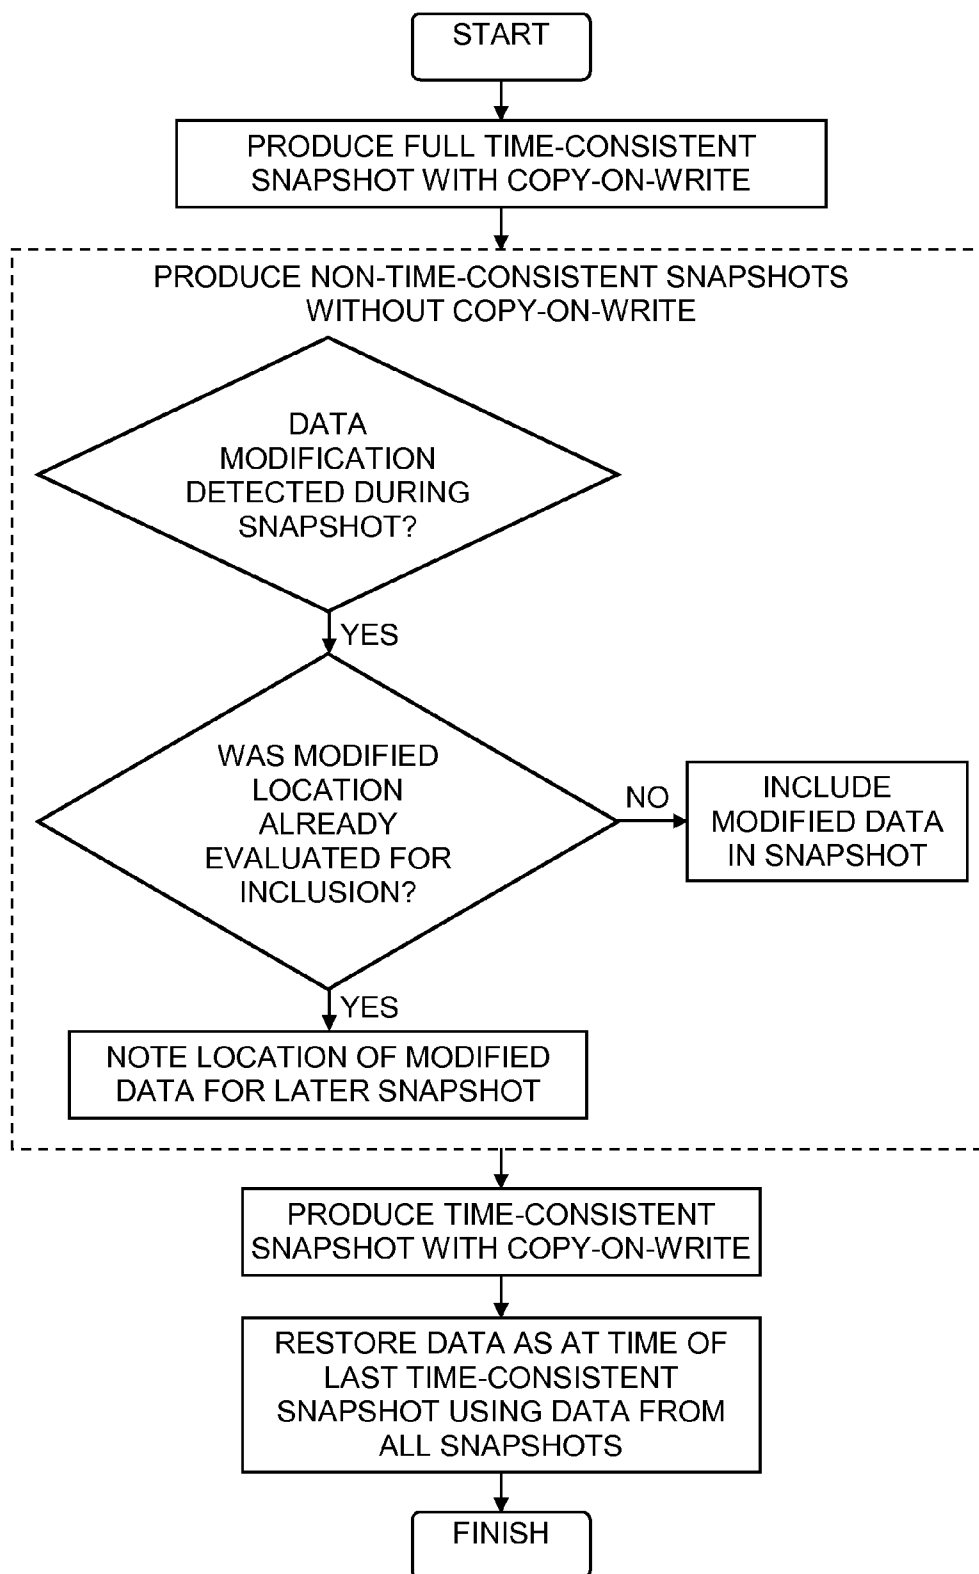 START
PRODUCE FULL TIME-CONSISTENT
SNAPSHOT WITH COPY-ON-WRITE
PRODUCE NON-TIME-CONSISTENT SNAPSHOTS
WITHOUT COPY-ON-WRITE
DATA
MODIFICATION
DETECTED DURING
SNAPSHOT?
YES
WAS MODIFIED
LOCATION
ALREADY
EVALUATED FOR
INCLUSION?
NO
INCLUDE
MODIFIED DATA
IN SNAPSHOT
YES
NOTE LOCATION OF MODIFIED
DATA FOR LATER SNAPSHOT
PRODUCE TIME-CONSISTENT
SNAPSHOT WITH COPY-ON-WRITE
RESTORE DATA AS AT TIME OF
LAST TIME-CONSISTENT
SNAPSHOT USING DATA FROM
ALL SNAPSHOTS
FINISH